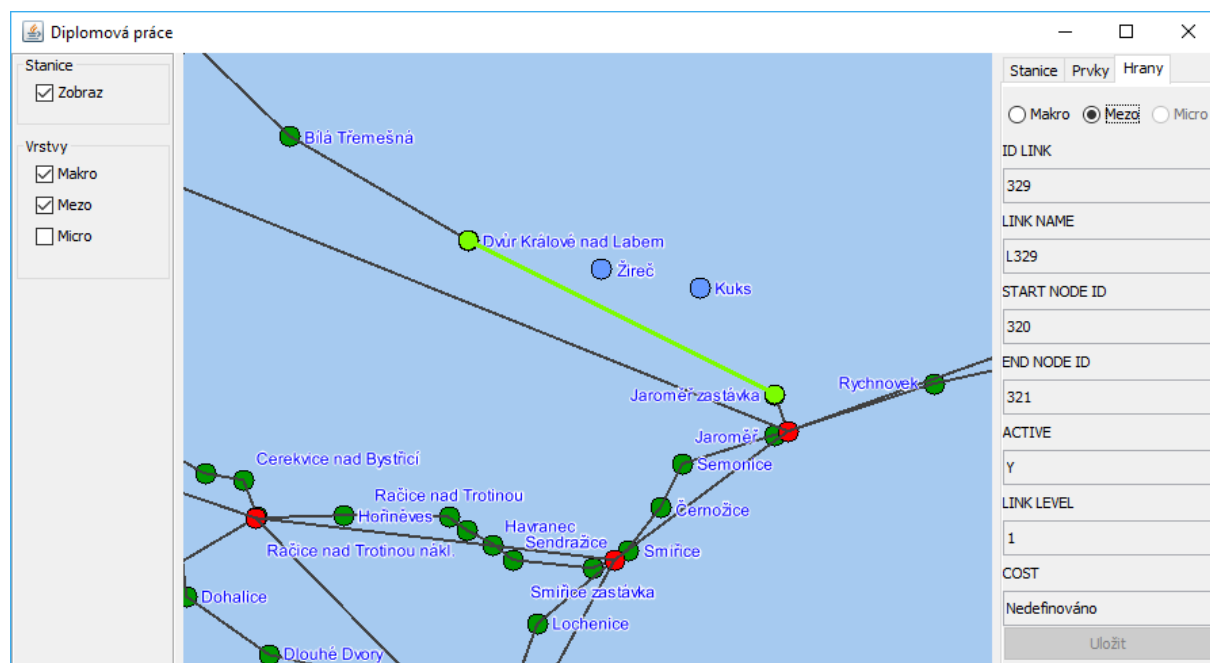 Diplomová práce
Stanice
Zobraz
Vrstvy
Makro
Mezo
Micro
Bílá Třemešná
Dvůr Králové nad Labem
Žireč
Kuks
Rychnovek
Jaroměř zastávka
Jaroměř
Semonice
Cerekvice nad Bystřicí
Račice nad Trotinou
Černožice
Hořiněves
Havranec
Sendražice
Račice nad Trotinou nákl.
Smiřice
Smiřice zastávka
Dohalice
Lochenice
Dlouhé Dvory
Stanice Prvky Hrany
Makro Mezo Micro
ID LINK
329
LINK NAME
L329
START NODE ID
320
END NODE ID
321
ACTIVE
Y
LINK LEVEL
1
COST
Nedefinováno
Uložit